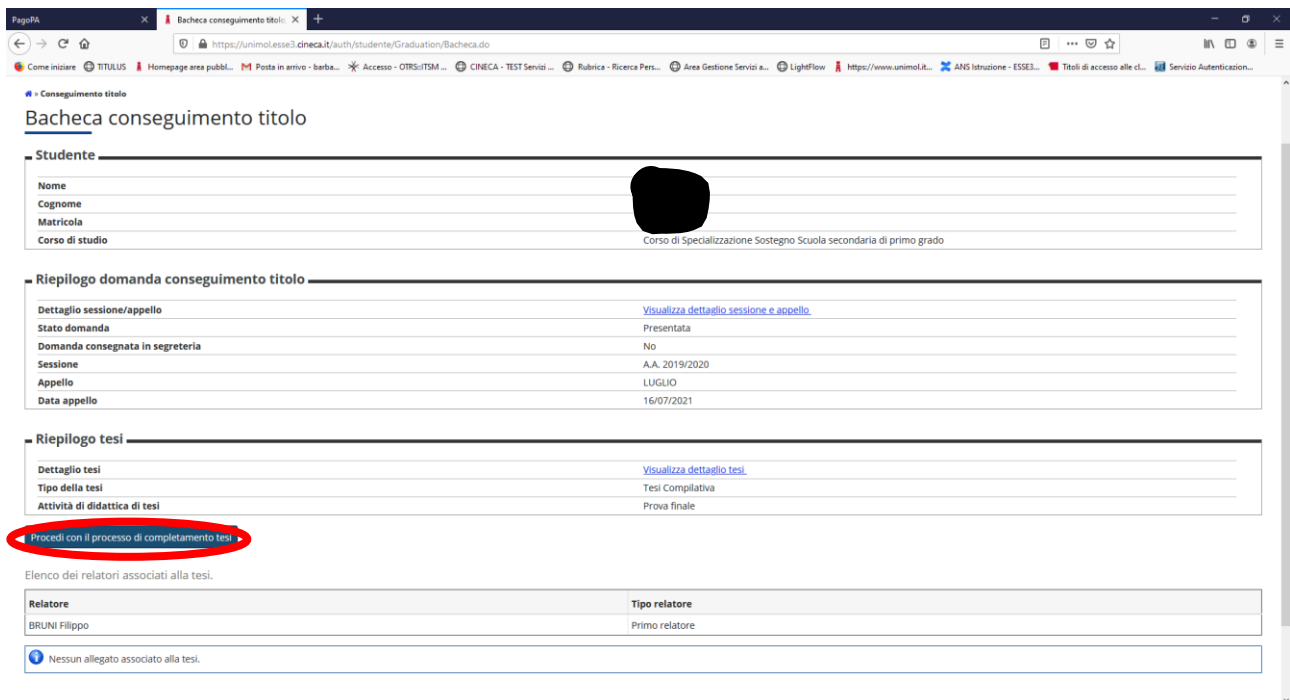 PagoPA
Bacheca conseguimento titolo
https://unimol.esse3.cineca.it/auth/studente/Graduation/Bacheca.do
Come iniziare TITULUS Homepage area pubbl... Posta in arrivo - barba... Accesso - OTRS::ITSM ... CINECA - TEST Servizi ... Rubrica - Ricerca Pers... Area Gestione Servizi a... LightFlow https://www.unimol.it... ANS Istruzione - ESSE3... Titoli di accesso alle cl... Servizio Autenticazion...
» Conseguimento titolo
Bacheca conseguimento titolo
Studente
Nome
Cognome
Matricola
Corso di studio Corso di Specializzazione Sostegno Scuola secondaria di primo grado
Riepilogo domanda conseguimento titolo
Dettaglio sessione/appello Visualizza dettaglio sessione e appello
Stato domanda Presentata
Domanda consegnata in segreteria No
Sessione A.A. 2019/2020
Appello LUGLIO
Data appello 16/07/2021
Riepilogo tesi
Dettaglio tesi Visualizza dettaglio tesi
Tipo della tesi Tesi Compilativa
Attività di didattica di tesi Prova finale
Procedi con il processo di completamento tesi
Elenco dei relatori associati alla tesi.
Relatore Tipo relatore
BRUNI Filippo Primo relatore
Nessun allegato associato alla tesi.